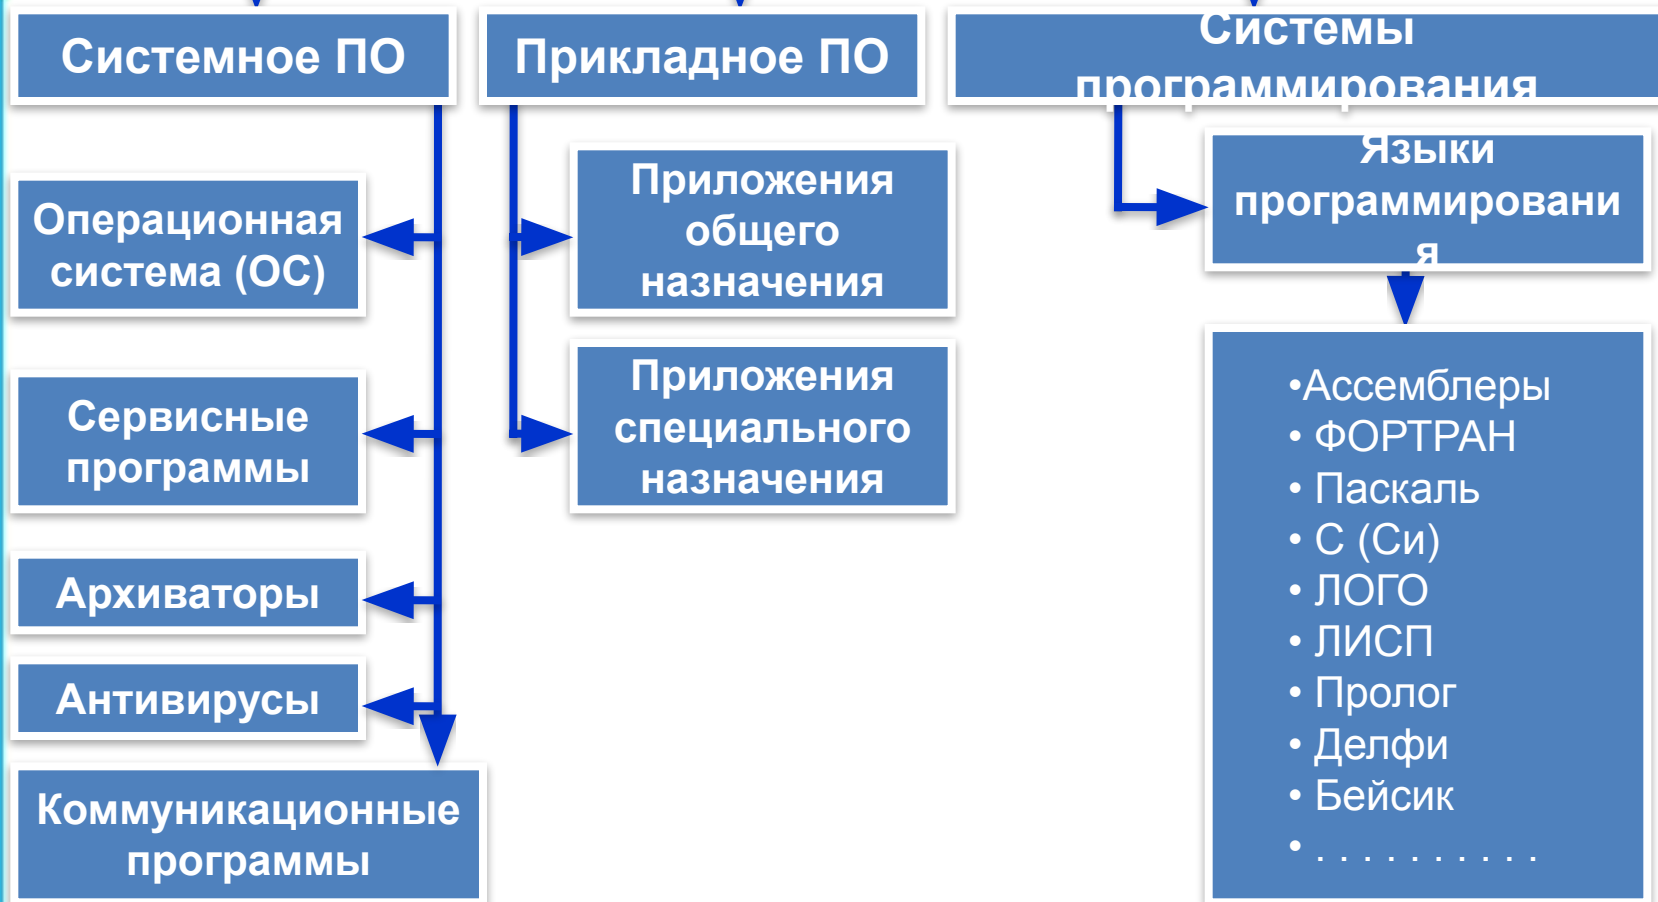 Системное ПО
Прикладное ПО
Системы
программирования
Операционная
система (ОС)
Сервисные
программы
Архиваторы
Антивирусы
Коммуникационные
программы
Приложения
общего
назначения
Приложения
специального
назначения
Языки
программировани
я
•Ассемблеры
• ФОРТРАН
• Паскаль
• С (Си)
• ЛОГО
• ЛИСП
• Пролог
• Делфи
• Бейсик
• . . . . . . . . . .